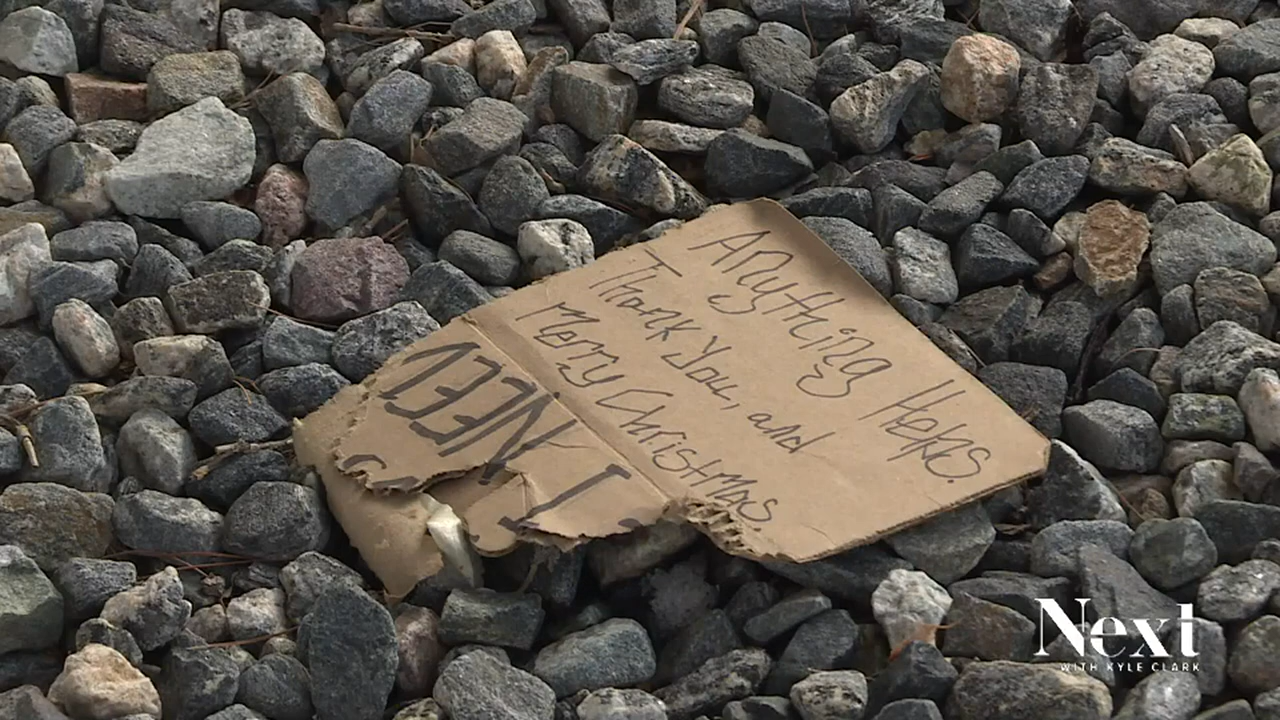 Anything Helps.
Thank You, and
Merry Christmas.
I NEED
Next
WITH KYLE CLARK